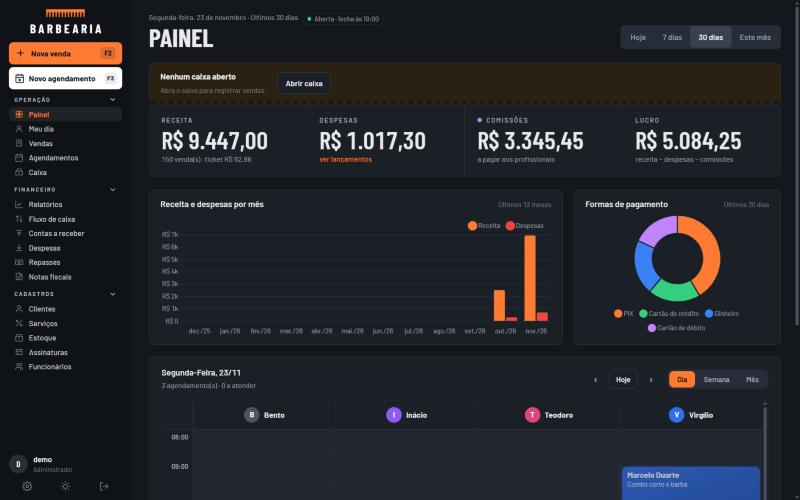 BARBEARIA
Nova venda F2
Novo agendamento F3
OPERAÇÃO
Painel
Meu dia
Vendas
Agendamentos
Caixa
FINANCEIRO
Relatórios
Fluxo de caixa
Contas a receber
Despesas
Repasses
Notas fiscais
CADASTROS
Clientes
Serviços
Estoque
Assinaturas
Funcionários
D demo
Administrador
Segunda-feira, 23 de novembro · Últimos 30 dias Aberta · fecha às 19:00
PAINEL
Hoje 7 dias 30 dias Este mês
Nenhum caixa aberto
Abra o caixa para registrar vendas.
Abrir caixa
RECEITA
R$ 9.447,00
150 venda(s) · ticket R$ 62,98
DESPESAS
R$ 1.017,30
ver lançamentos
COMISSÕES
R$ 3.345,45
a pagar aos profissionais
LUCRO
R$ 5.084,25
receita − despesas − comissões
Receita e despesas por mês Últimos 12 meses
Receita Despesas
R$ 7k
R$ 6k
R$ 5k
R$ 4k
R$ 3k
R$ 2k
R$ 1k
R$ 0
dez./25 jan./26 fev./26 mar./26 abr./26 mai./26 jun./26 jul./26 ago./26 set./26 out./26 nov./26
Formas de pagamento Últimos 30 dias
PIX Cartão de crédito Dinheiro
Cartão de débito
Segunda-Feira, 23/11
3 agendamento(s) · 0 a atender
‹ Hoje › Dia Semana Mês
B Bento I Inácio T Teodoro V Virgílio
08:00
09:00
Marcelo Duarte
Combo corte e barba